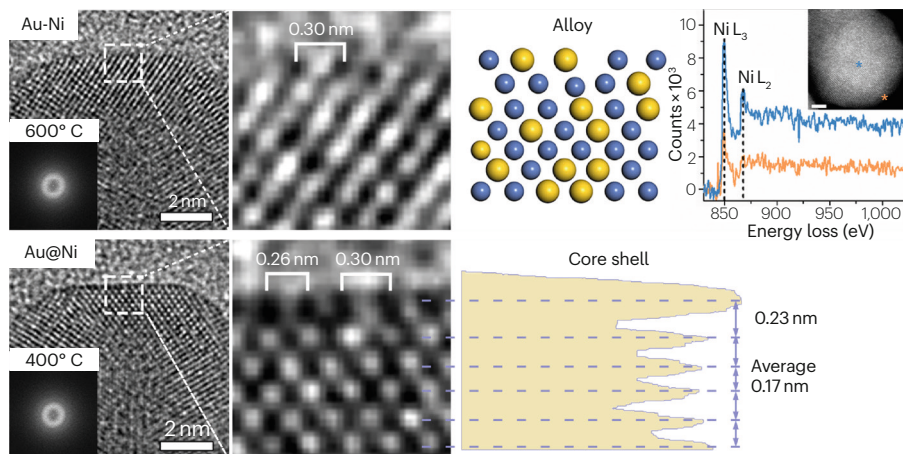 Au-Ni
600° C
2 nm
0.30 nm
Alloy
Counts × 10³
10
8
6
4
2
0
Ni L₃
Ni L₂
*
*
850
900
950
1,000
Energy loss (eV)
Au@Ni
400° C
2 nm
0.26 nm
0.30 nm
Core shell
0.23 nm
Average
0.17 nm